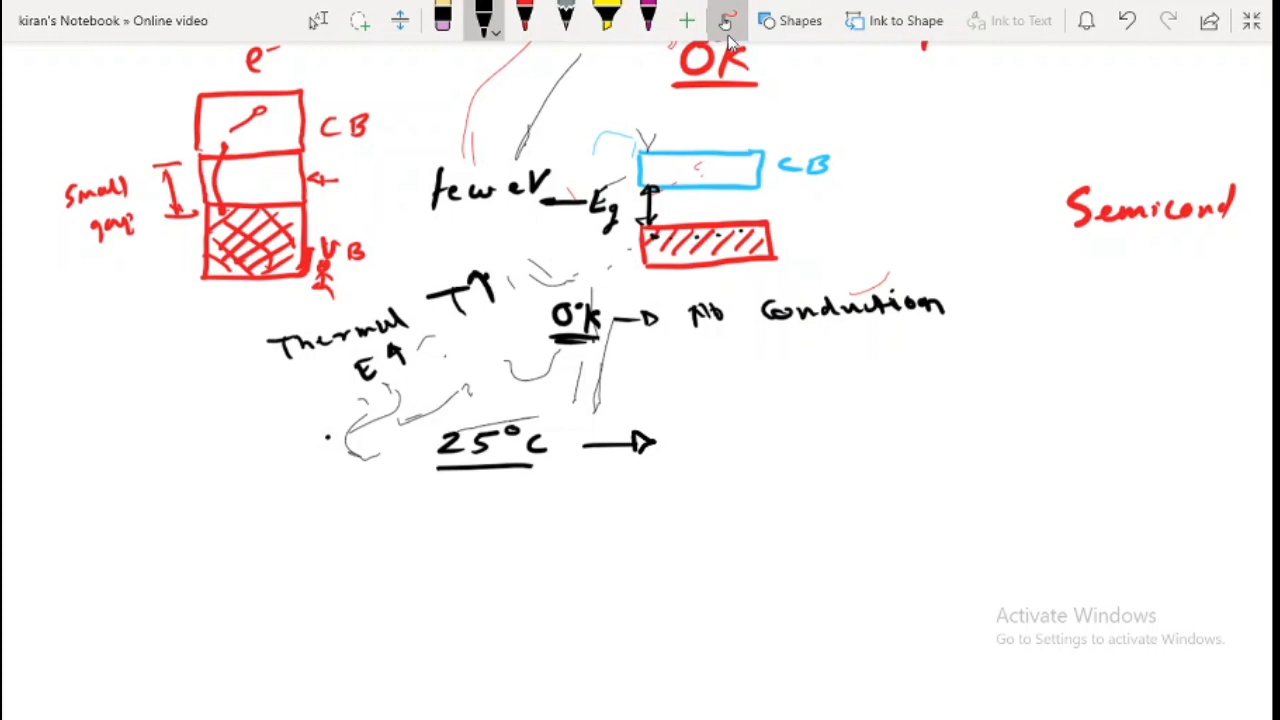 kiran's Notebook » Online video
Shapes
Ink to Shape
Ink to Text
e-
0K
CB
CB
small
gap
few eV
Eg
Semicond
VB
T↑
Thermal
E↑
0°K → No Conduction
25°C →
Activate Windows
Go to Settings to activate Windows.